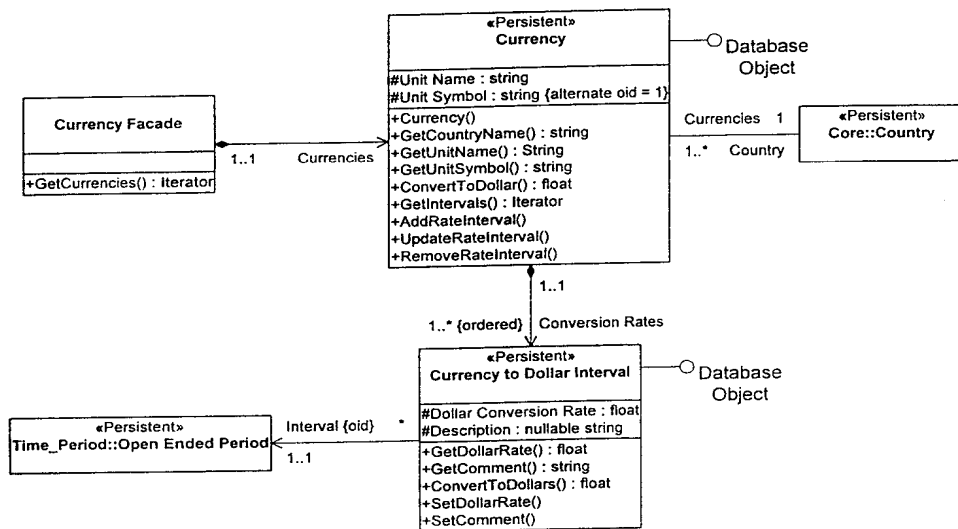 «Persistent»
Currency
#Unit Name : string
#Unit Symbol : string {alternate oid = 1}
+Currency()
+GetCountryName() : string
+GetUnitName() : String
+GetUnitSymbol() : string
+ConvertToDollar() : float
+GetIntervals() : Iterator
+AddRateInterval()
+UpdateRateInterval()
+RemoveRateInterval()
Database
Object
Currency Facade
+GetCurrencies() : Iterator
1..1
Currencies
Currencies 1
1..* Country
«Persistent»
Core::Country
1..1
1..* {ordered}
Conversion Rates
«Persistent»
Currency to Dollar Interval
#Dollar Conversion Rate : float
#Description : nullable string
+GetDollarRate() : float
+GetComment() : string
+ConvertToDollars() : float
+SetDollarRate()
+SetComment()
Database
Object
«Persistent»
Time_Period::Open Ended Period
Interval {oid} *
1..1